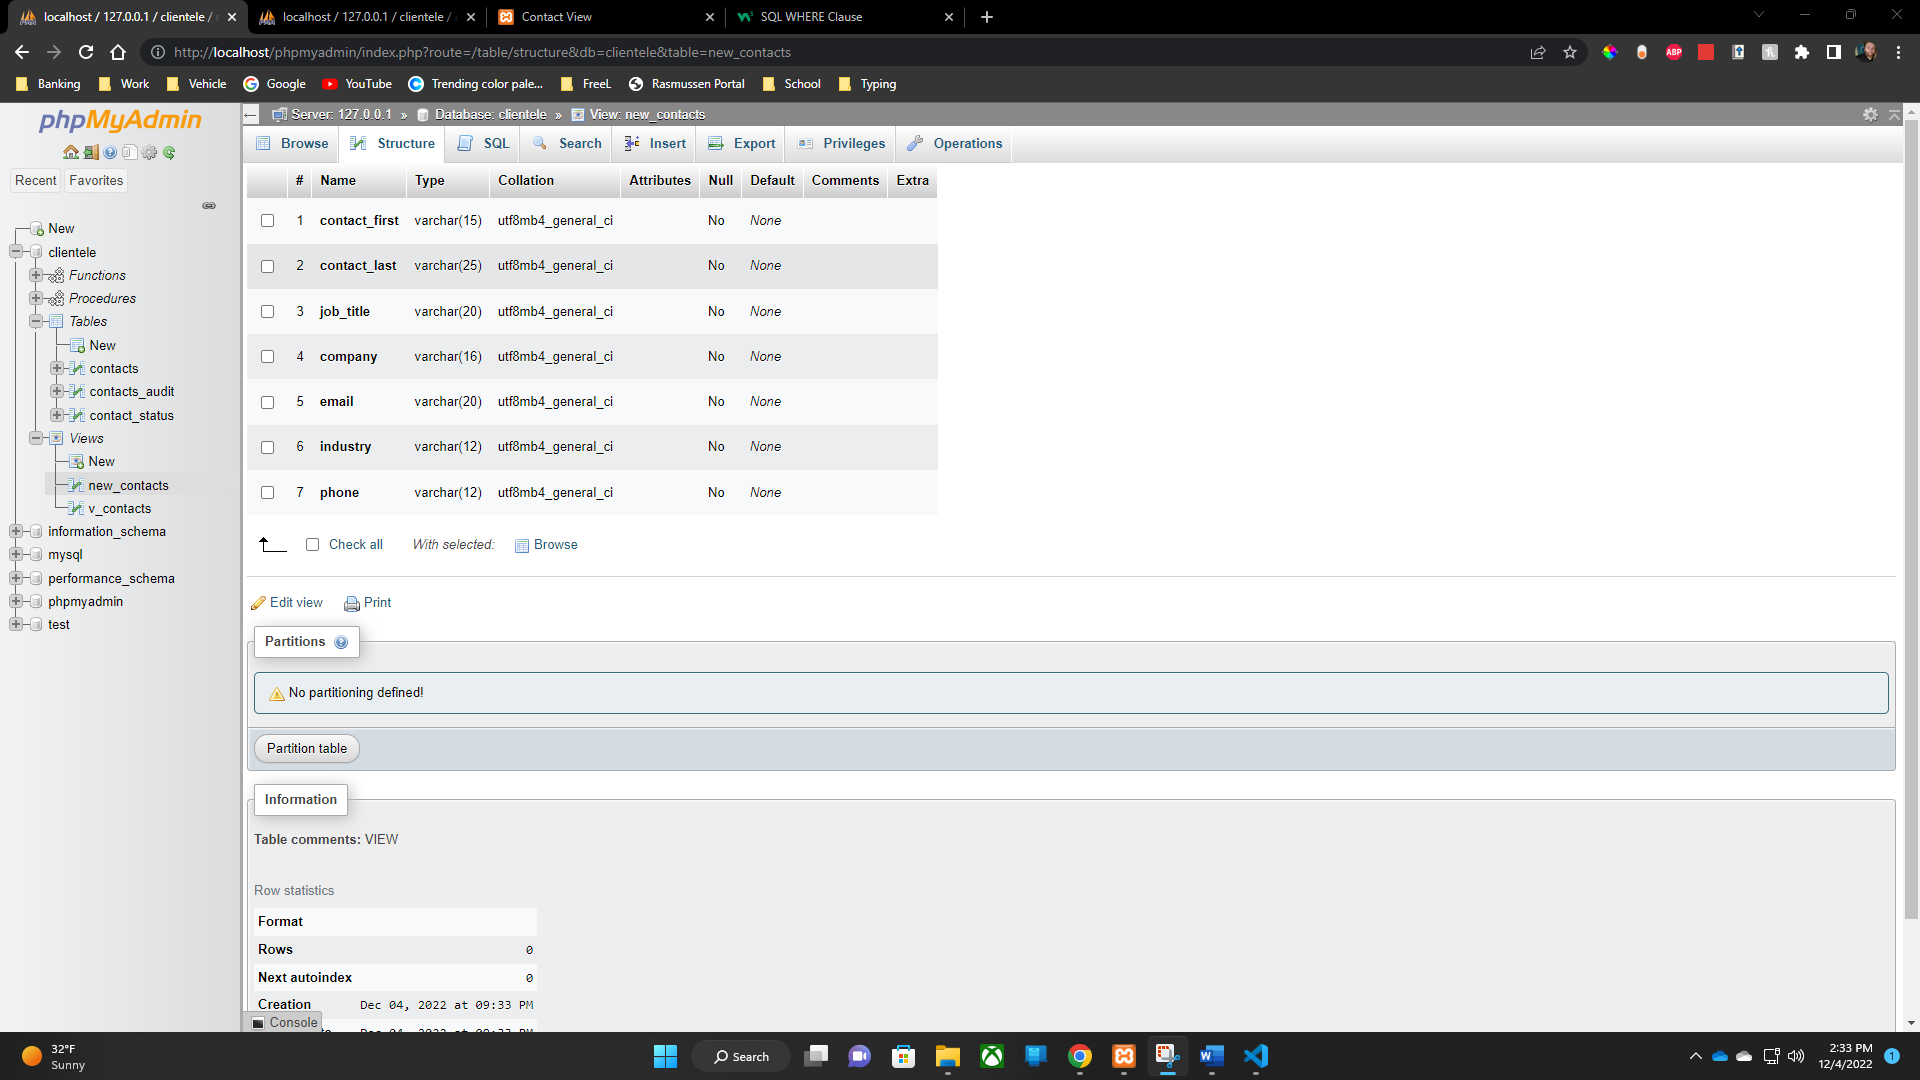 localhost / 127.0.0.1 / clientele /
localhost / 127.0.0.1 / clientele /
Contact View
SQL WHERE Clause
http://localhost/phpmyadmin/index.php?route=/table/structure&db=clientele&table=new_contacts
ABP
Banking Work Vehicle Google YouTube Trending color pale... FreeL Rasmussen Portal School Typing
phpMyAdmin
Recent Favorites
New
clientele
Functions
Procedures
Tables
New
contacts
contacts_audit
contact_status
Views
New
new_contacts
v_contacts
information_schema
mysql
performance_schema
phpmyadmin
test
Server: 127.0.0.1 » Database: clientele » View: new_contacts
Browse Structure SQL Search Insert Export Privileges Operations
# Name Type Collation Attributes Null Default Comments Extra
1 contact_first varchar(15) utf8mb4_general_ci No None
2 contact_last varchar(25) utf8mb4_general_ci No None
3 job_title varchar(20) utf8mb4_general_ci No None
4 company varchar(16) utf8mb4_general_ci No None
5 email varchar(20) utf8mb4_general_ci No None
6 industry varchar(12) utf8mb4_general_ci No None
7 phone varchar(12) utf8mb4_general_ci No None
Check all With selected: Browse
Edit view Print
Partitions
No partitioning defined!
Partition table
Information
Table comments: VIEW
Row statistics
Format
Rows 0
Next autoindex 0
Creation Dec 04, 2022 at 09:33 PM
Console
32°F
Sunny
Search
2:33 PM
12/4/2022
1